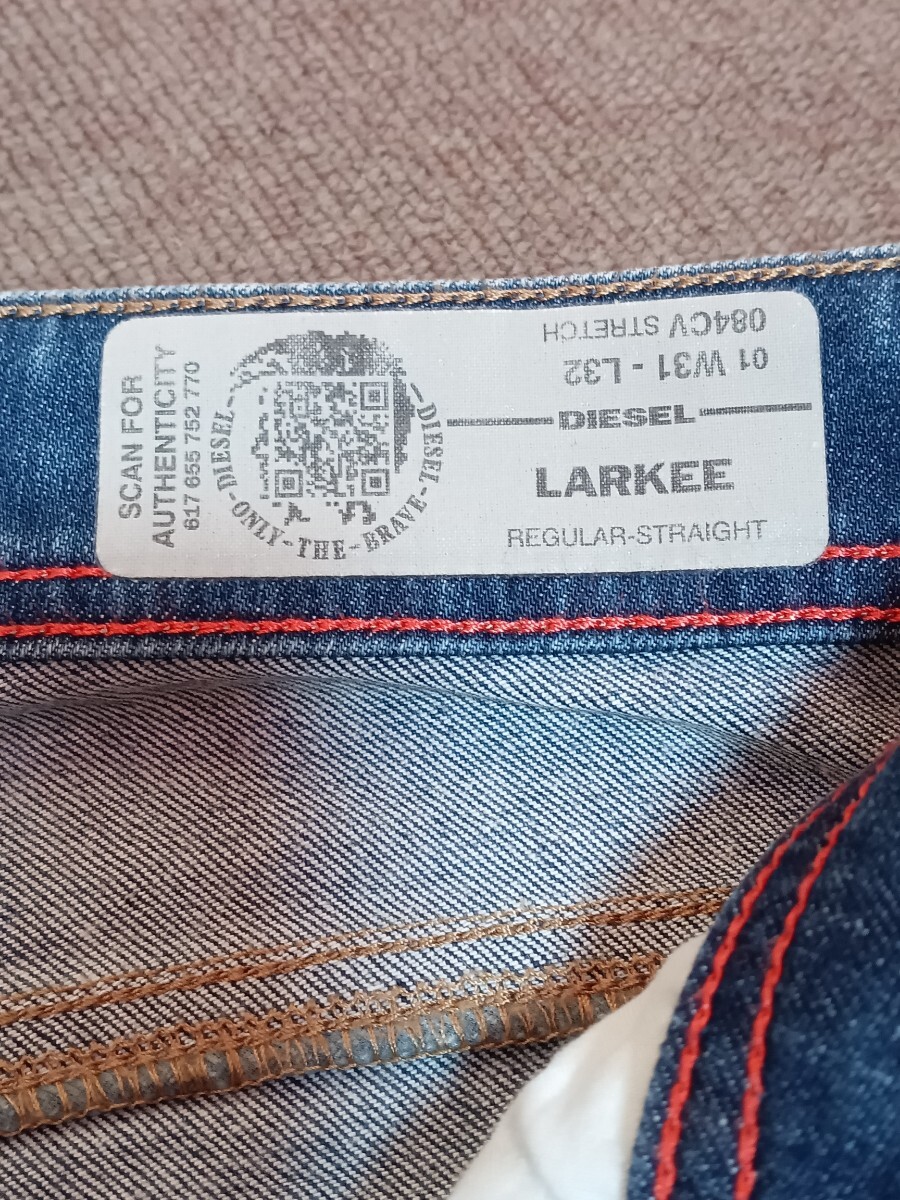 SCAN FOR
AUTHENTICITY
617 655 752 770
DIESEL-ONLY-THE-BRAVE-DIESEL
084CV STRETCH
01 W31 - L32
DIESEL
LARKEE
REGULAR-STRAIGHT